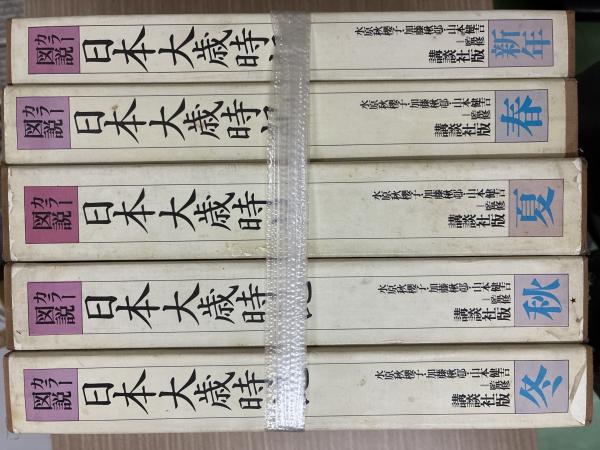 カラー図説
日本大歳時
水原秋櫻子・加藤楸邨・山本健吉=監修
講談社版
新年
カラー図説
日本大歳時
水原秋櫻子・加藤楸邨・山本健吉=監修
講談社版
春
カラー図説
日本大歳時
水原秋櫻子・加藤楸邨・山本健吉=監修
講談社版
夏
カラー図説
日本大歳時
水原秋櫻子・加藤楸邨・山本健吉=監修
講談社版
秋
カラー図説
日本大歳時
水原秋櫻子・加藤楸邨・山本健吉=監修
講談社版
冬